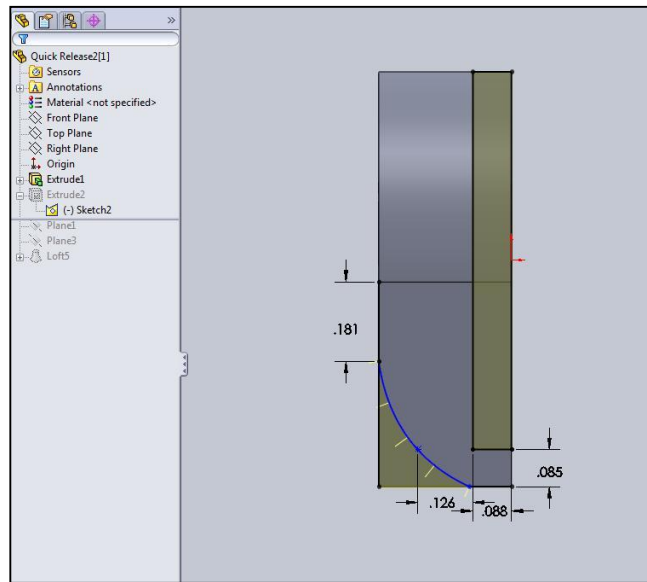 »
Quick Release2[1]
Sensors
Annotations
Material <not specified>
Front Plane
Top Plane
Right Plane
Origin
Extrude1
Extrude2
(-) Sketch2
Plane1
Plane3
Loft5
.181
.085
.126
.088